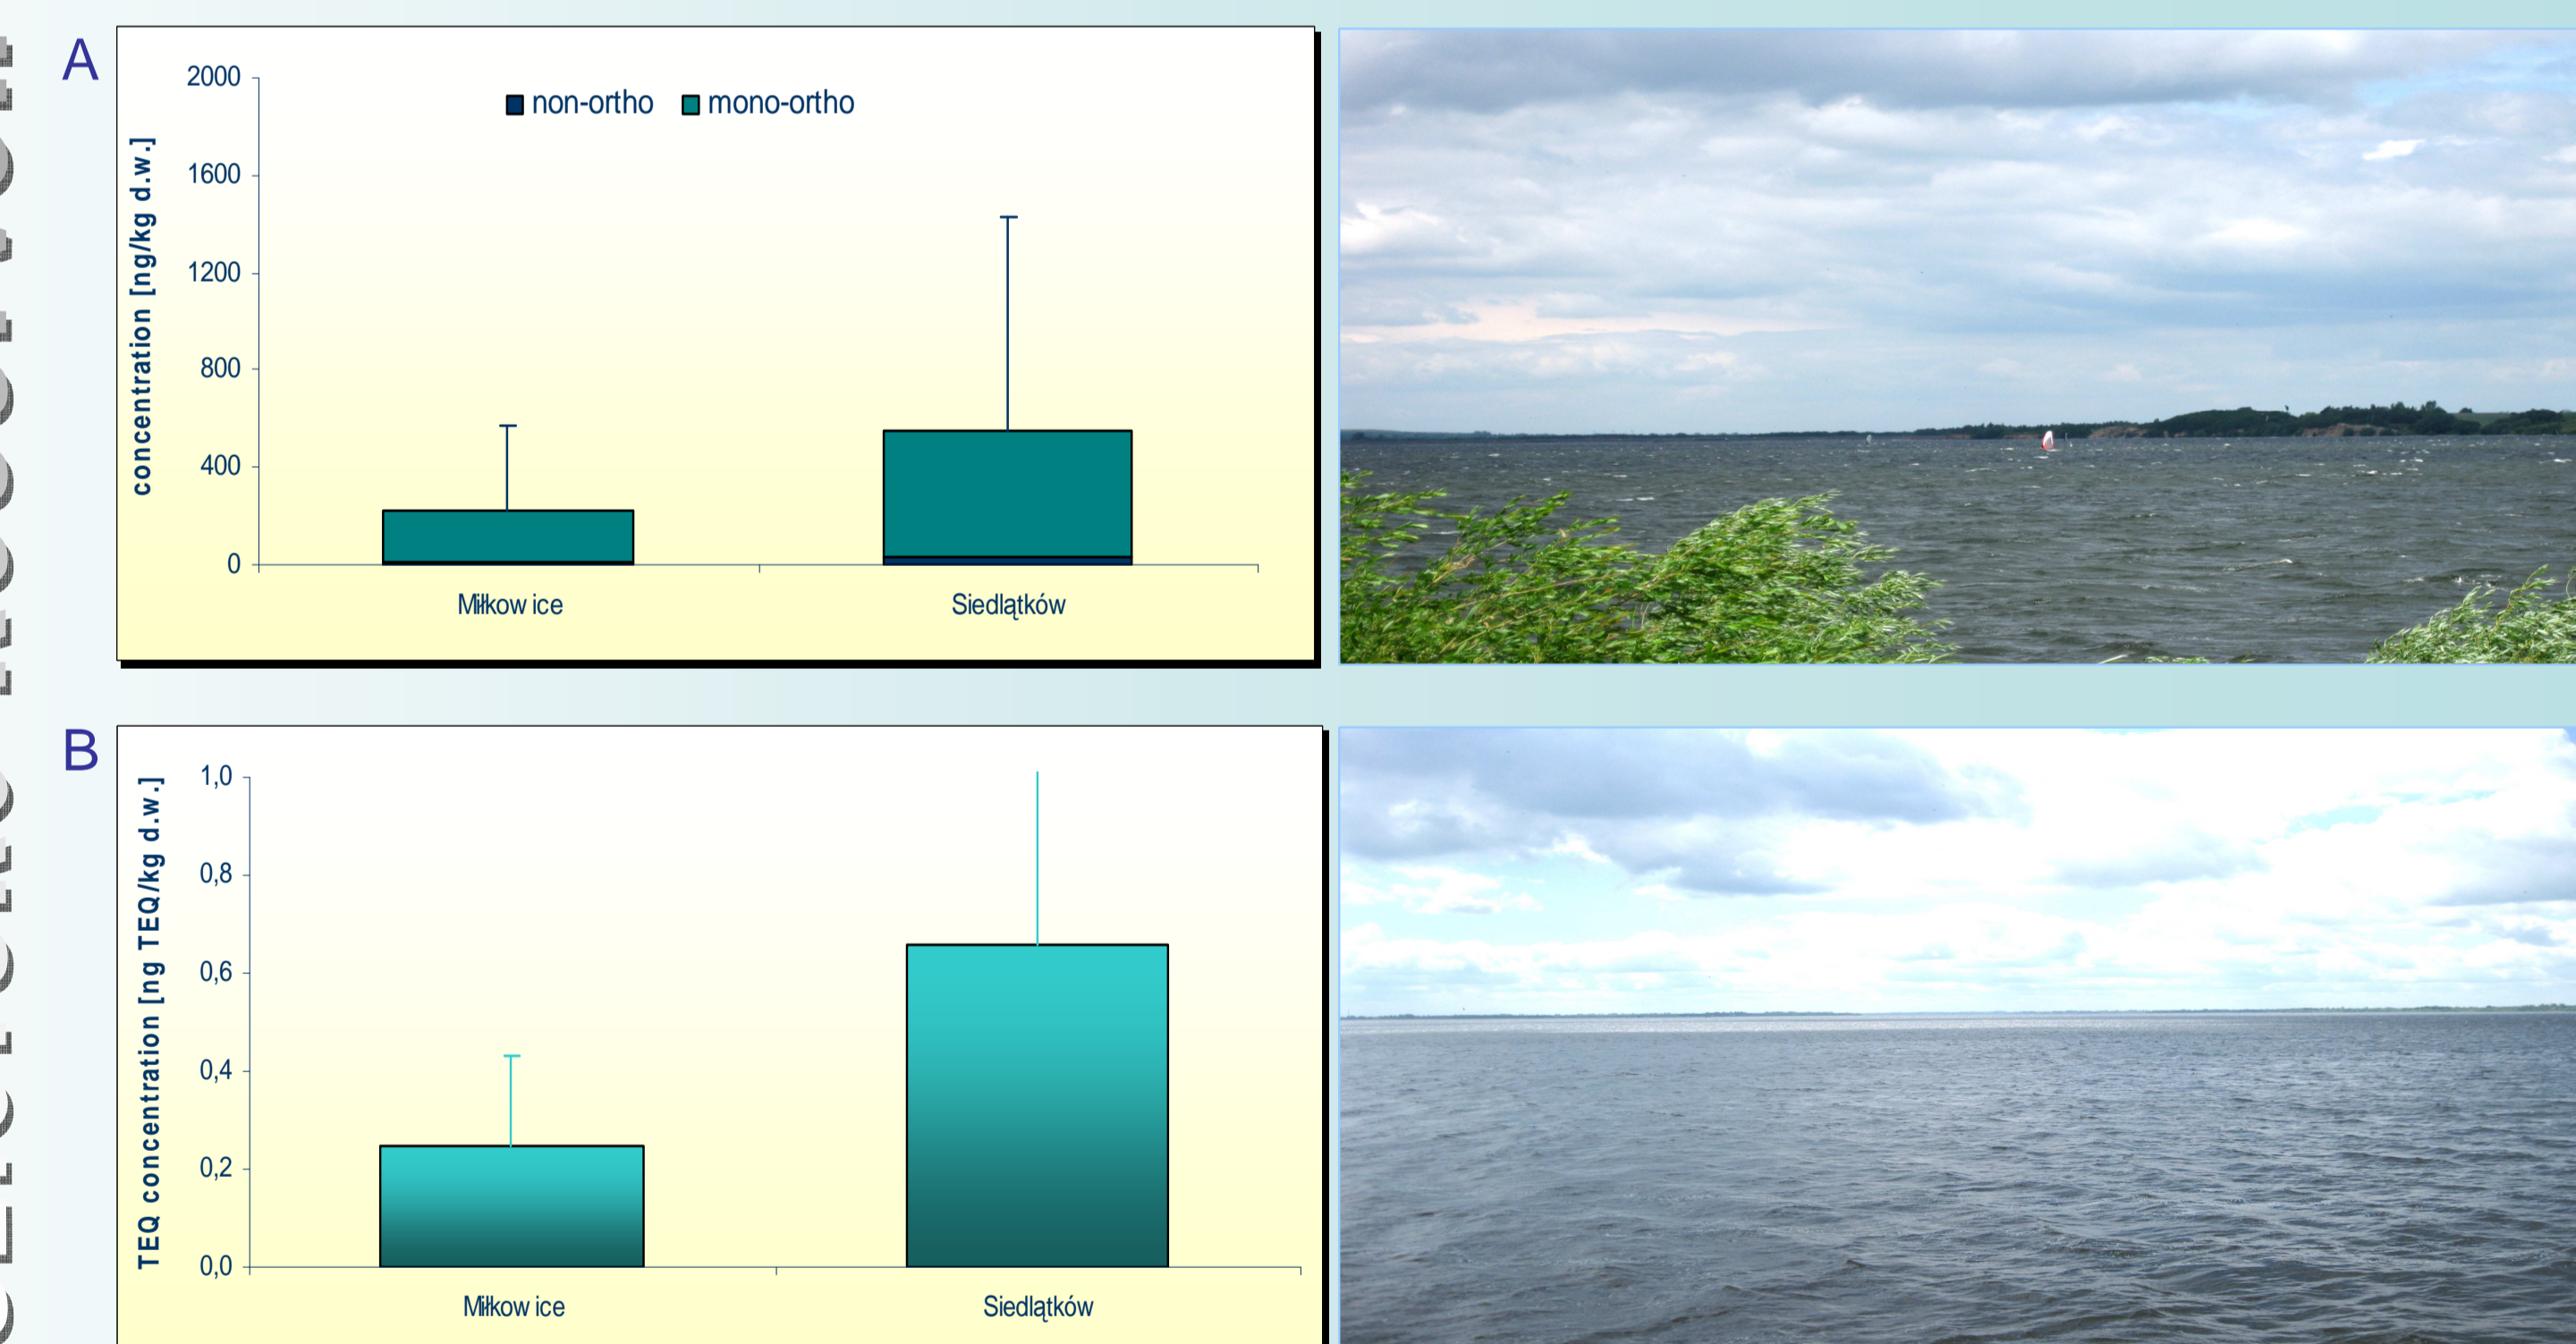 A
2000
non-ortho mono-ortho
1600
1200
800
400
0
concentration [ng/kg d.w.]
Miłkow ice Siedlątków
B
1,0
0,8
0,6
0,4
0,2
0,0
TEQ concentration [ng TEQ/kg d.w.]
Miłkow ice Siedlątków